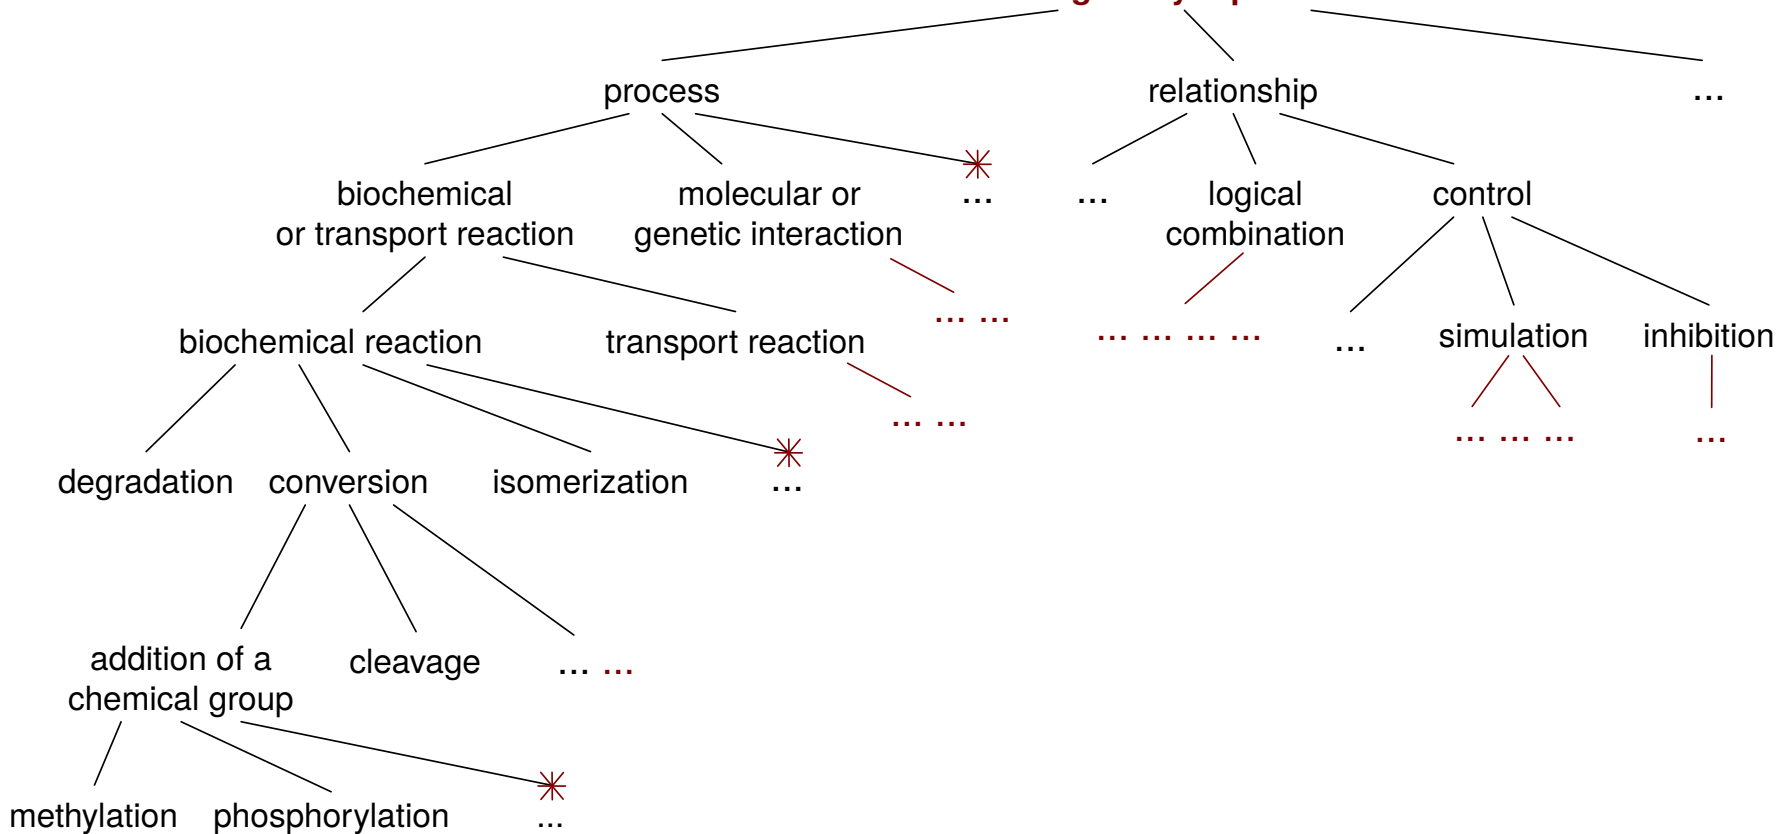 process relationship ...
biochemical molecular or ... ... logical control
or transport reaction genetic interaction combination
... ...
biochemical reaction transport reaction ... ... ... ... ... simulation inhibition
... ... ... ... ... ...
degradation conversion isomerization ...
addition of a cleavage ... ...
chemical group
methylation phosphorylation ...